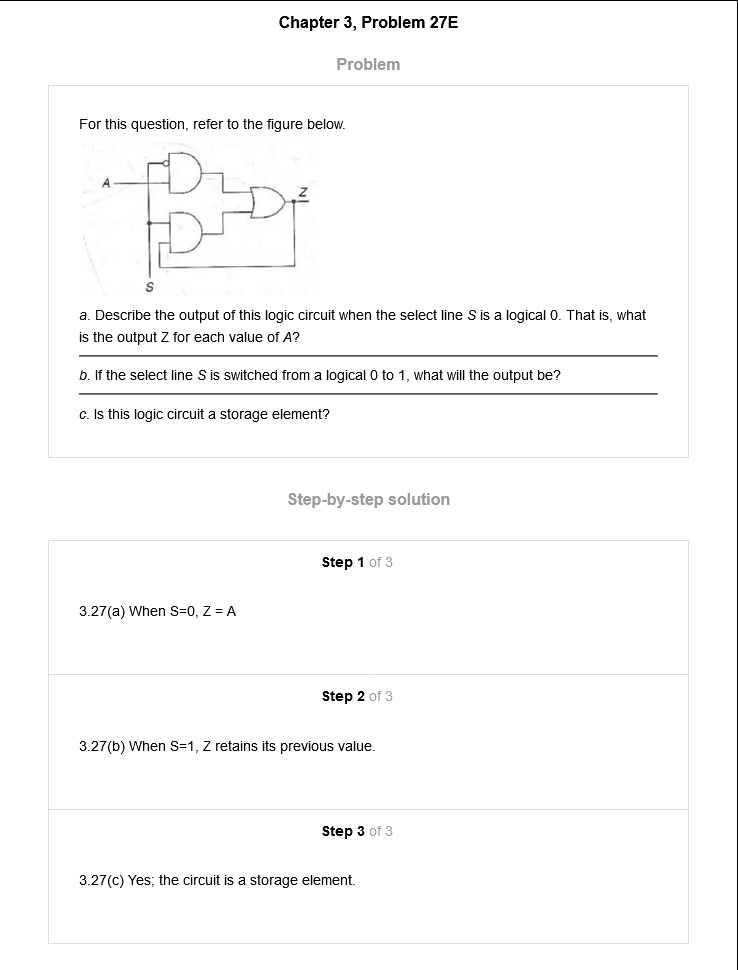 Chapter 3, Problem 27E
Problem
For this question, refer to the figure below.
A
Z
S
a. Describe the output of this logic circuit when the select line S is a logical 0. That is, what
is the output Z for each value of A?
b. If the select line S is switched from a logical 0 to 1, what will the output be?
c. Is this logic circuit a storage element?
Step-by-step solution
Step 1 of 3
3.27(a) When S=0, Z = A
Step 2 of 3
3.27(b) When S=1, Z retains its previous value.
Step 3 of 3
3.27(c) Yes; the circuit is a storage element.